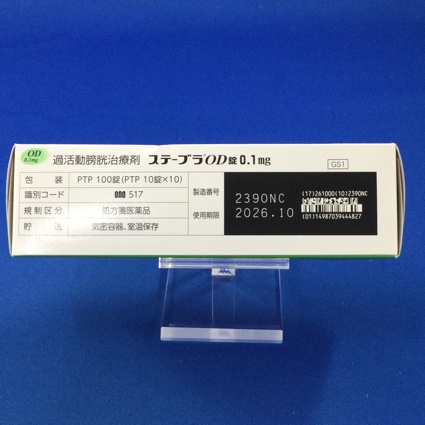 OD
0.1mg
過活動膀胱治療剤 ステーブラOD錠0.1mg
GS1
包装 PTP 100錠(PTP 10錠×10)
識別コード 517
規制区分 処方箋医薬品
貯法 気密容器、室温保存
製造番号 2390NC
使用期限 2026.10
(17)261000(10)2390NC
(01)14987039444827